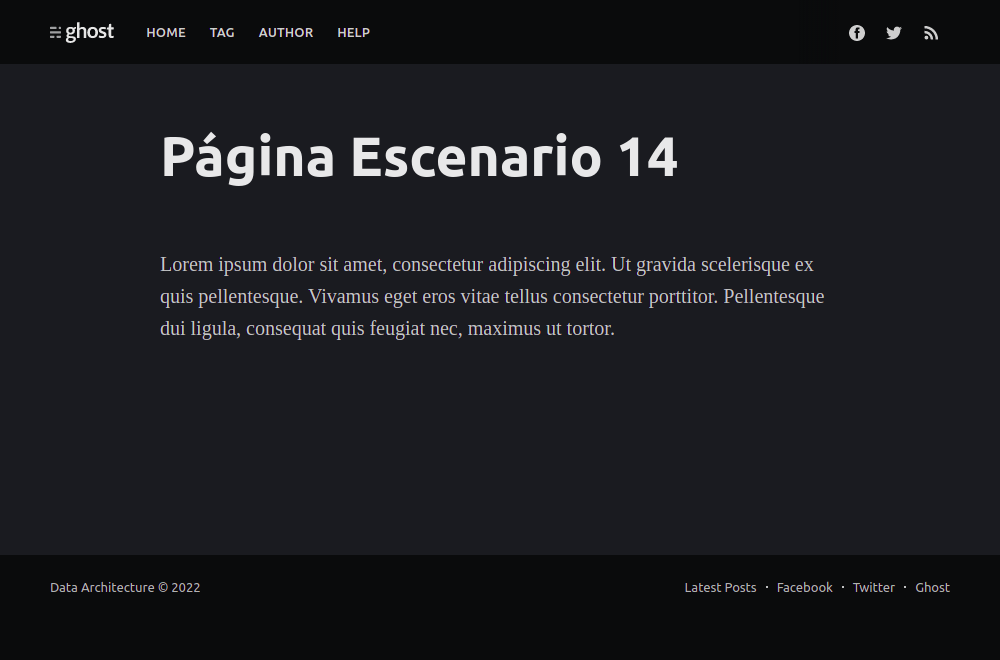 ghost HOME TAG AUTHOR HELP
Página Escenario 14
Lorem ipsum dolor sit amet, consectetur adipiscing elit. Ut gravida scelerisque ex
quis pellentesque. Vivamus eget eros vitae tellus consectetur porttitor. Pellentesque
dui ligula, consequat quis feugiat nec, maximus ut tortor.
Data Architecture © 2022 Latest Posts · Facebook · Twitter · Ghost